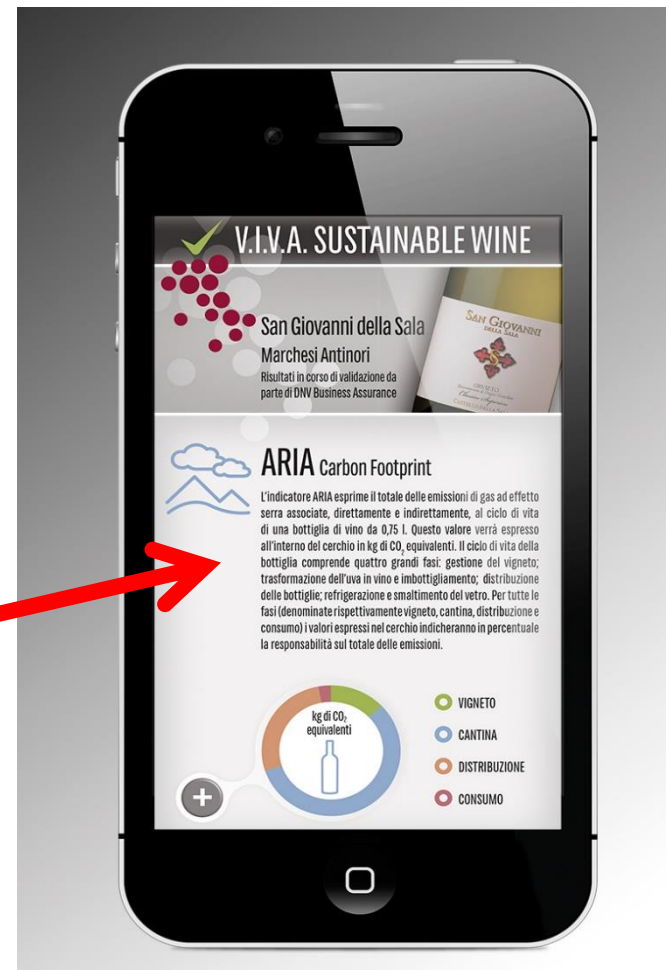 V.I.V.A. SUSTAINABLE WINE
San Giovanni della Sala
Marchesi Antinori
Risultati in corso di validazione da
parte di DNV Business Assurance
SAN GIOVANNI
DELLA SALA
ORVIETO
Classico Superiore
ARIA Carbon Footprint
L'indicatore ARIA esprime il totale delle emissioni di gas ad effetto
serra associate, direttamente e indirettamente, al ciclo di vita
di una bottiglia di vino da 0,75 l. Questo valore verrà espresso
all'interno del cerchio in kg di CO₂ equivalenti. Il ciclo di vita della
bottiglia comprende quattro grandi fasi: gestione del vigneto;
trasformazione dell'uva in vino e imbottigliamento; distribuzione
delle bottiglie; refrigerazione e smaltimento del vetro. Per tutte le
fasi (denominate rispettivamente vigneto, cantina, distribuzione e
consumo) i valori espressi nel cerchio indicheranno in percentuale
la responsabilità sul totale delle emissioni.
kg di CO₂
equivalenti
VIGNETO
CANTINA
DISTRIBUZIONE
CONSUMO